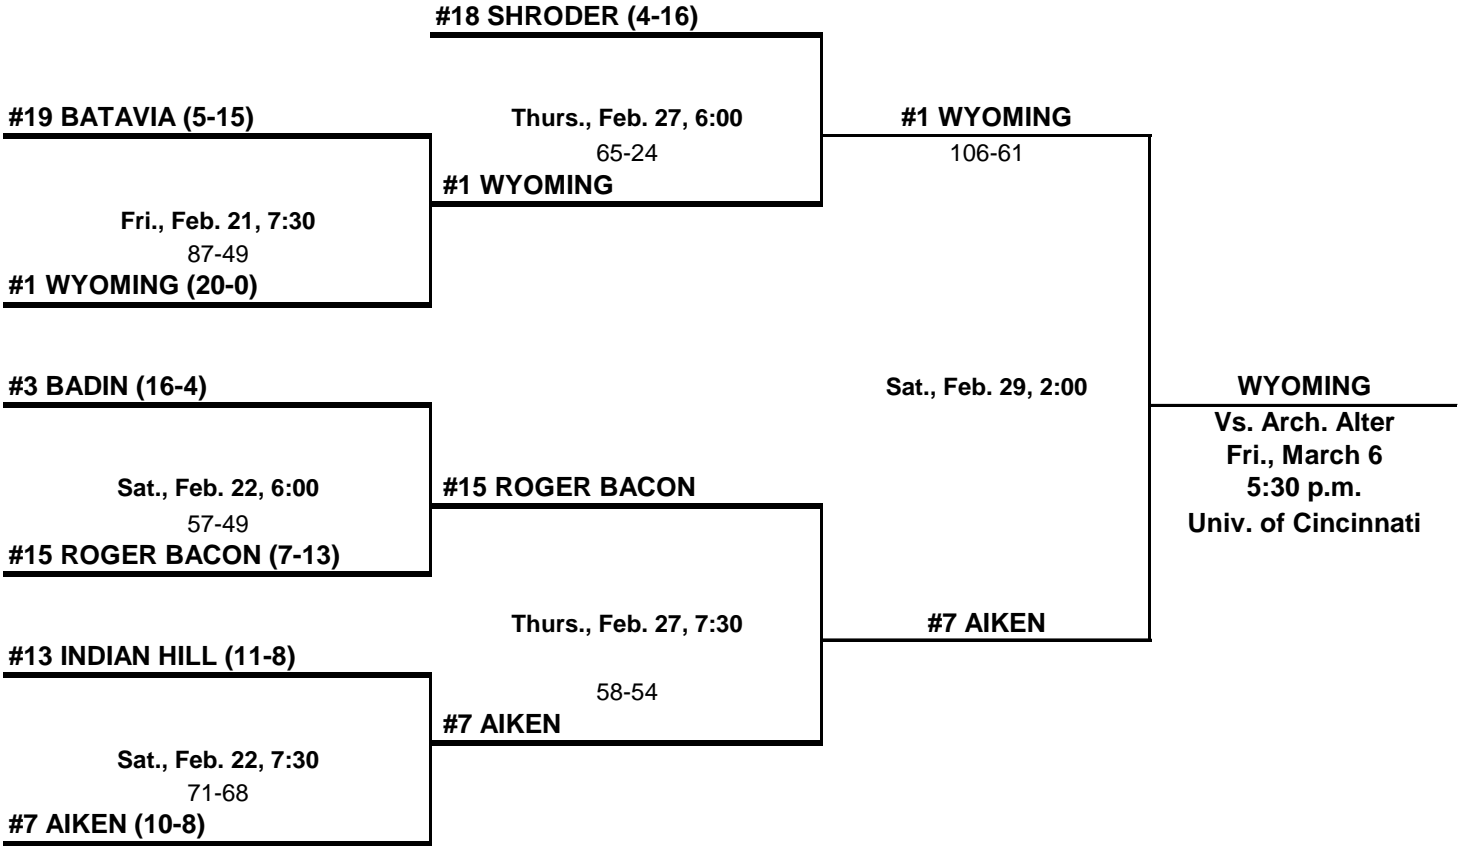 #18 SHRODER (4-16)
#19 BATAVIA (5-15)
Thurs., Feb. 27, 6:00
#1 WYOMING
65-24
106-61
#1 WYOMING
Fri., Feb. 21, 7:30
87-49
#1 WYOMING (20-0)
#3 BADIN (16-4)
Sat., Feb. 29, 2:00
WYOMING
Vs. Arch. Alter
Fri., March 6
5:30 p.m.
Univ. of Cincinnati
Sat., Feb. 22, 6:00
#15 ROGER BACON
57-49
#15 ROGER BACON (7-13)
Thurs., Feb. 27, 7:30
#7 AIKEN
#13 INDIAN HILL (11-8)
58-54
#7 AIKEN
Sat., Feb. 22, 7:30
71-68
#7 AIKEN (10-8)